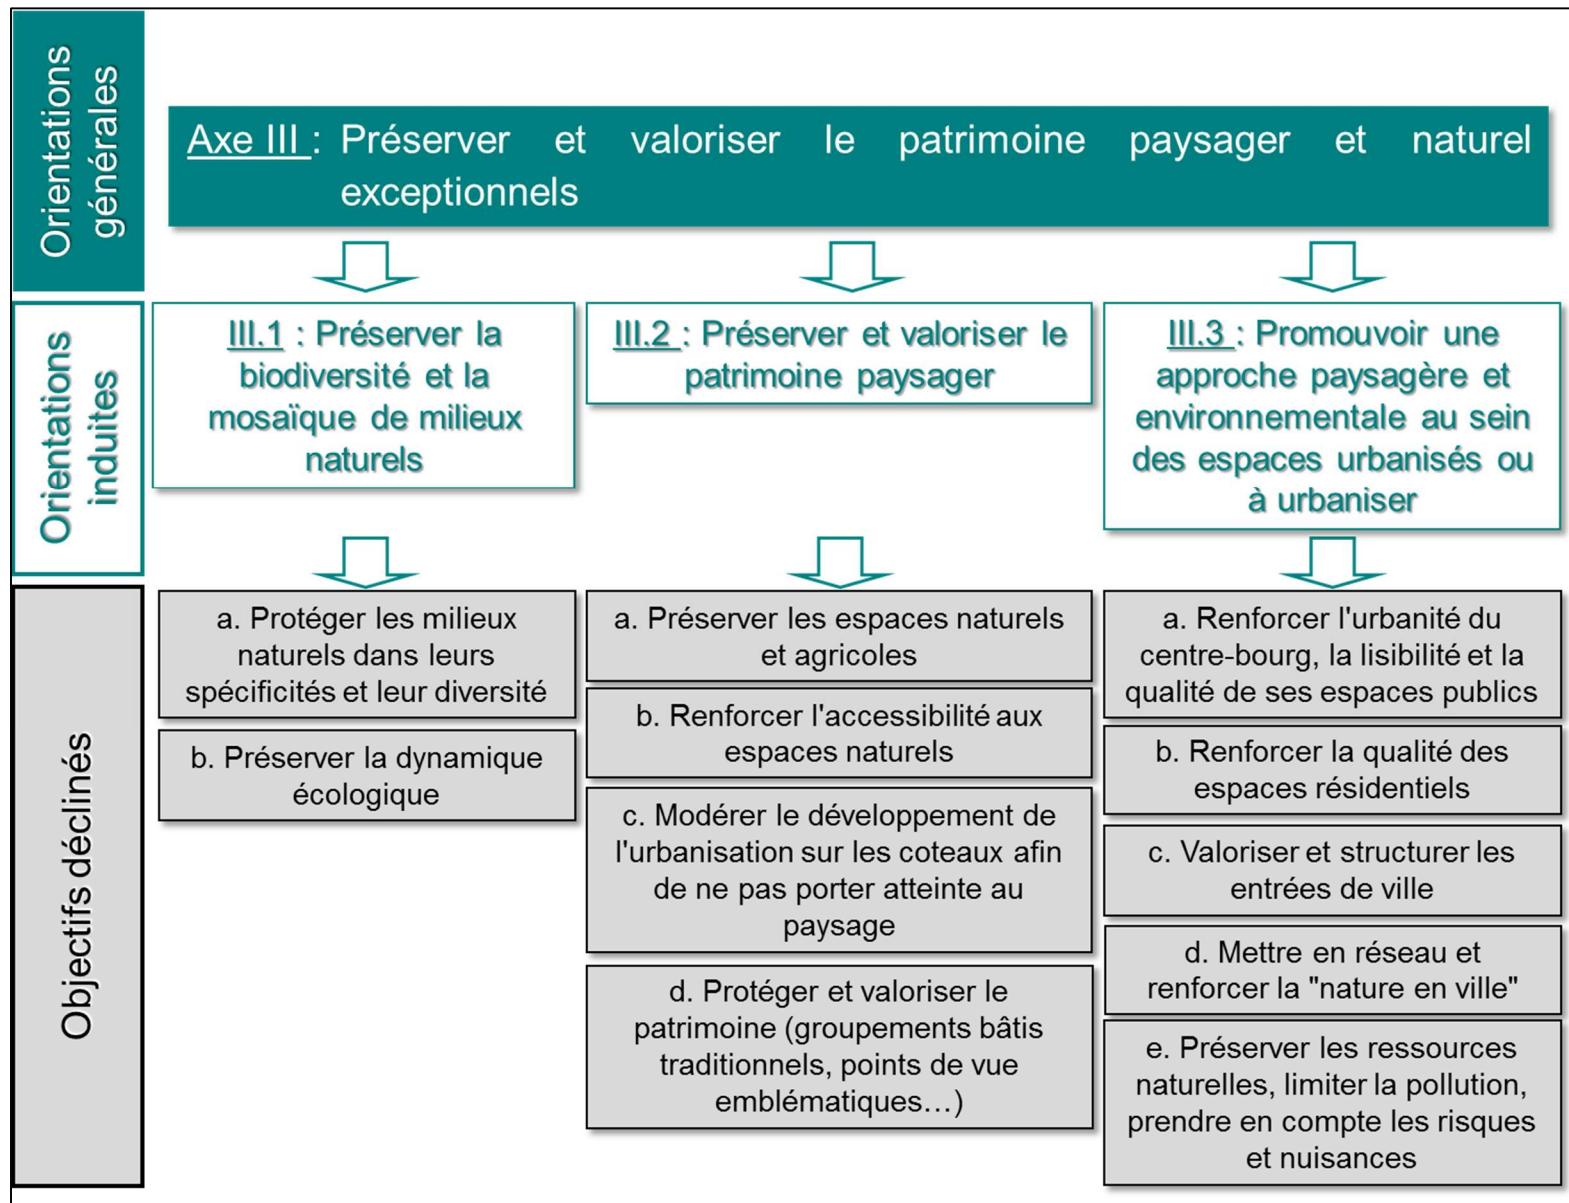 Orientations
générales
Axe III : Préserver et valoriser le patrimoine paysager et naturel
exceptionnels
Orientations
induites
III.1 : Préserver la
biodiversité et la
mosaïque de milieux
naturels
III.2 : Préserver et valoriser le
patrimoine paysager
III.3 : Promouvoir une
approche paysagère et
environnementale au sein
des espaces urbanisés ou
à urbaniser
Objectifs déclinés
a. Protéger les milieux
naturels dans leurs
spécificités et leur diversité
b. Préserver la dynamique
écologique
a. Préserver les espaces naturels
et agricoles
b. Renforcer l'accessibilité aux
espaces naturels
c. Modérer le développement de
l'urbanisation sur les coteaux afin
de ne pas porter atteinte au
paysage
d. Protéger et valoriser le
patrimoine (groupements bâtis
traditionnels, points de vue
emblématiques…)
a. Renforcer l'urbanité du
centre-bourg, la lisibilité et la
qualité de ses espaces publics
b. Renforcer la qualité des
espaces résidentiels
c. Valoriser et structurer les
entrées de ville
d. Mettre en réseau et
renforcer la "nature en ville"
e. Préserver les ressources
naturelles, limiter la pollution,
prendre en compte les risques
et nuisances